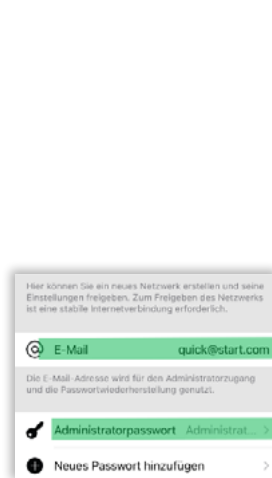 Hier können Sie ein neues Netzwerk erstellen und seine
Einstellungen freigeben. Zum Freigeben des Netzwerks
ist eine stabile Internetverbindung erforderlich.
E-Mail quick@start.com
Die E-Mail-Adresse wird für den Administratorzugang
und die Passwortwiederherstellung genutzt.
Administratorpasswort Administrat...
Neues Passwort hinzufügen